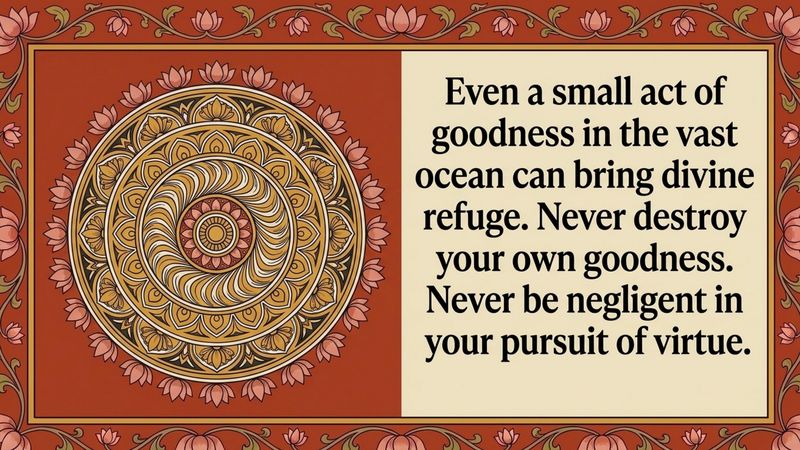 Even a small act of
goodness in the vast
ocean can bring divine
refuge. Never destroy
your own goodness.
Never be negligent in
your pursuit of virtue.